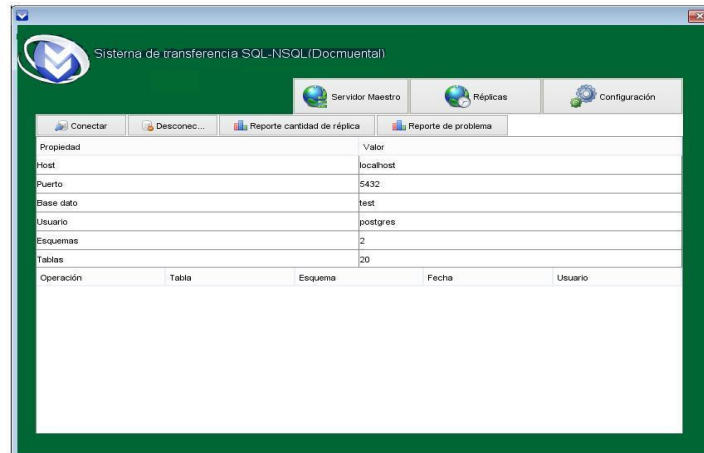 Sistema de transferencia SQL-NSQL(Docmuental)
Servidor Maestro Réplicas Configuración
Conectar Desconec... Reporte cantidad de réplica Reporte de problema
Propiedad Valor
Host localhost
Puerto 5432
Base dato test
Usuario postgres
Esquemas 2
Tablas 20
Operación Tabla Esquema Fecha Usuario